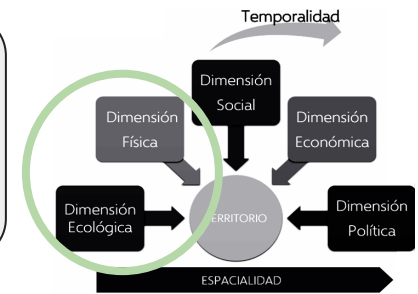 Temporalidad
Dimensión
Social
Dimensión
Física
Dimensión
Económica
Dimensión
Ecológica
ERRITORIO
Dimensión
Política
ESPACIALIDAD